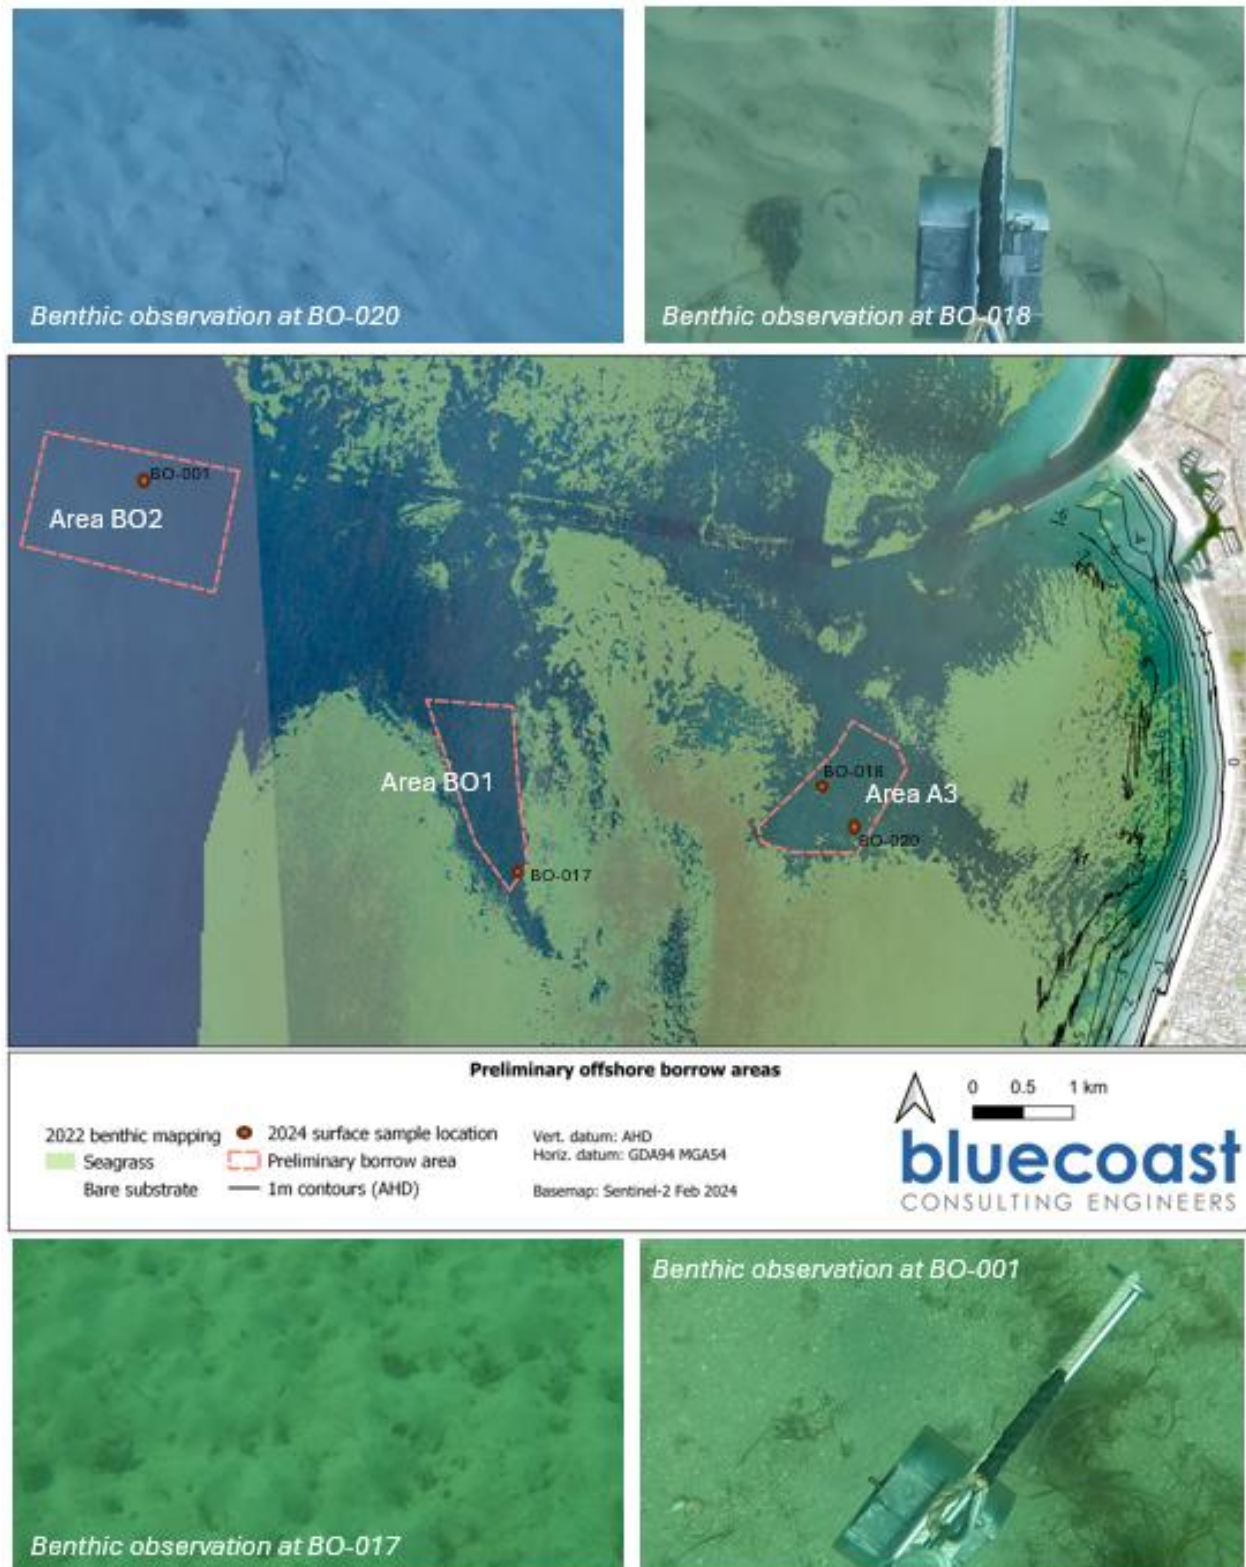 Benthic observation at BO-020
Benthic observation at BO-018
BO-001
Area BO2
Area BO1
BO-018
Area A3
BO-020
BO-017
0
Preliminary offshore borrow areas
0 0.5 1 km
2022 benthic mapping
Seagrass
Bare substrate
2024 surface sample location
Preliminary borrow area
1m contours (AHD)
Vert. datum: AHD
Horiz. datum: GDA94 MGA54
Basemap: Sentinel-2 Feb 2024
bluecoast
CONSULTING ENGINEERS
Benthic observation at BO-017
Benthic observation at BO-001